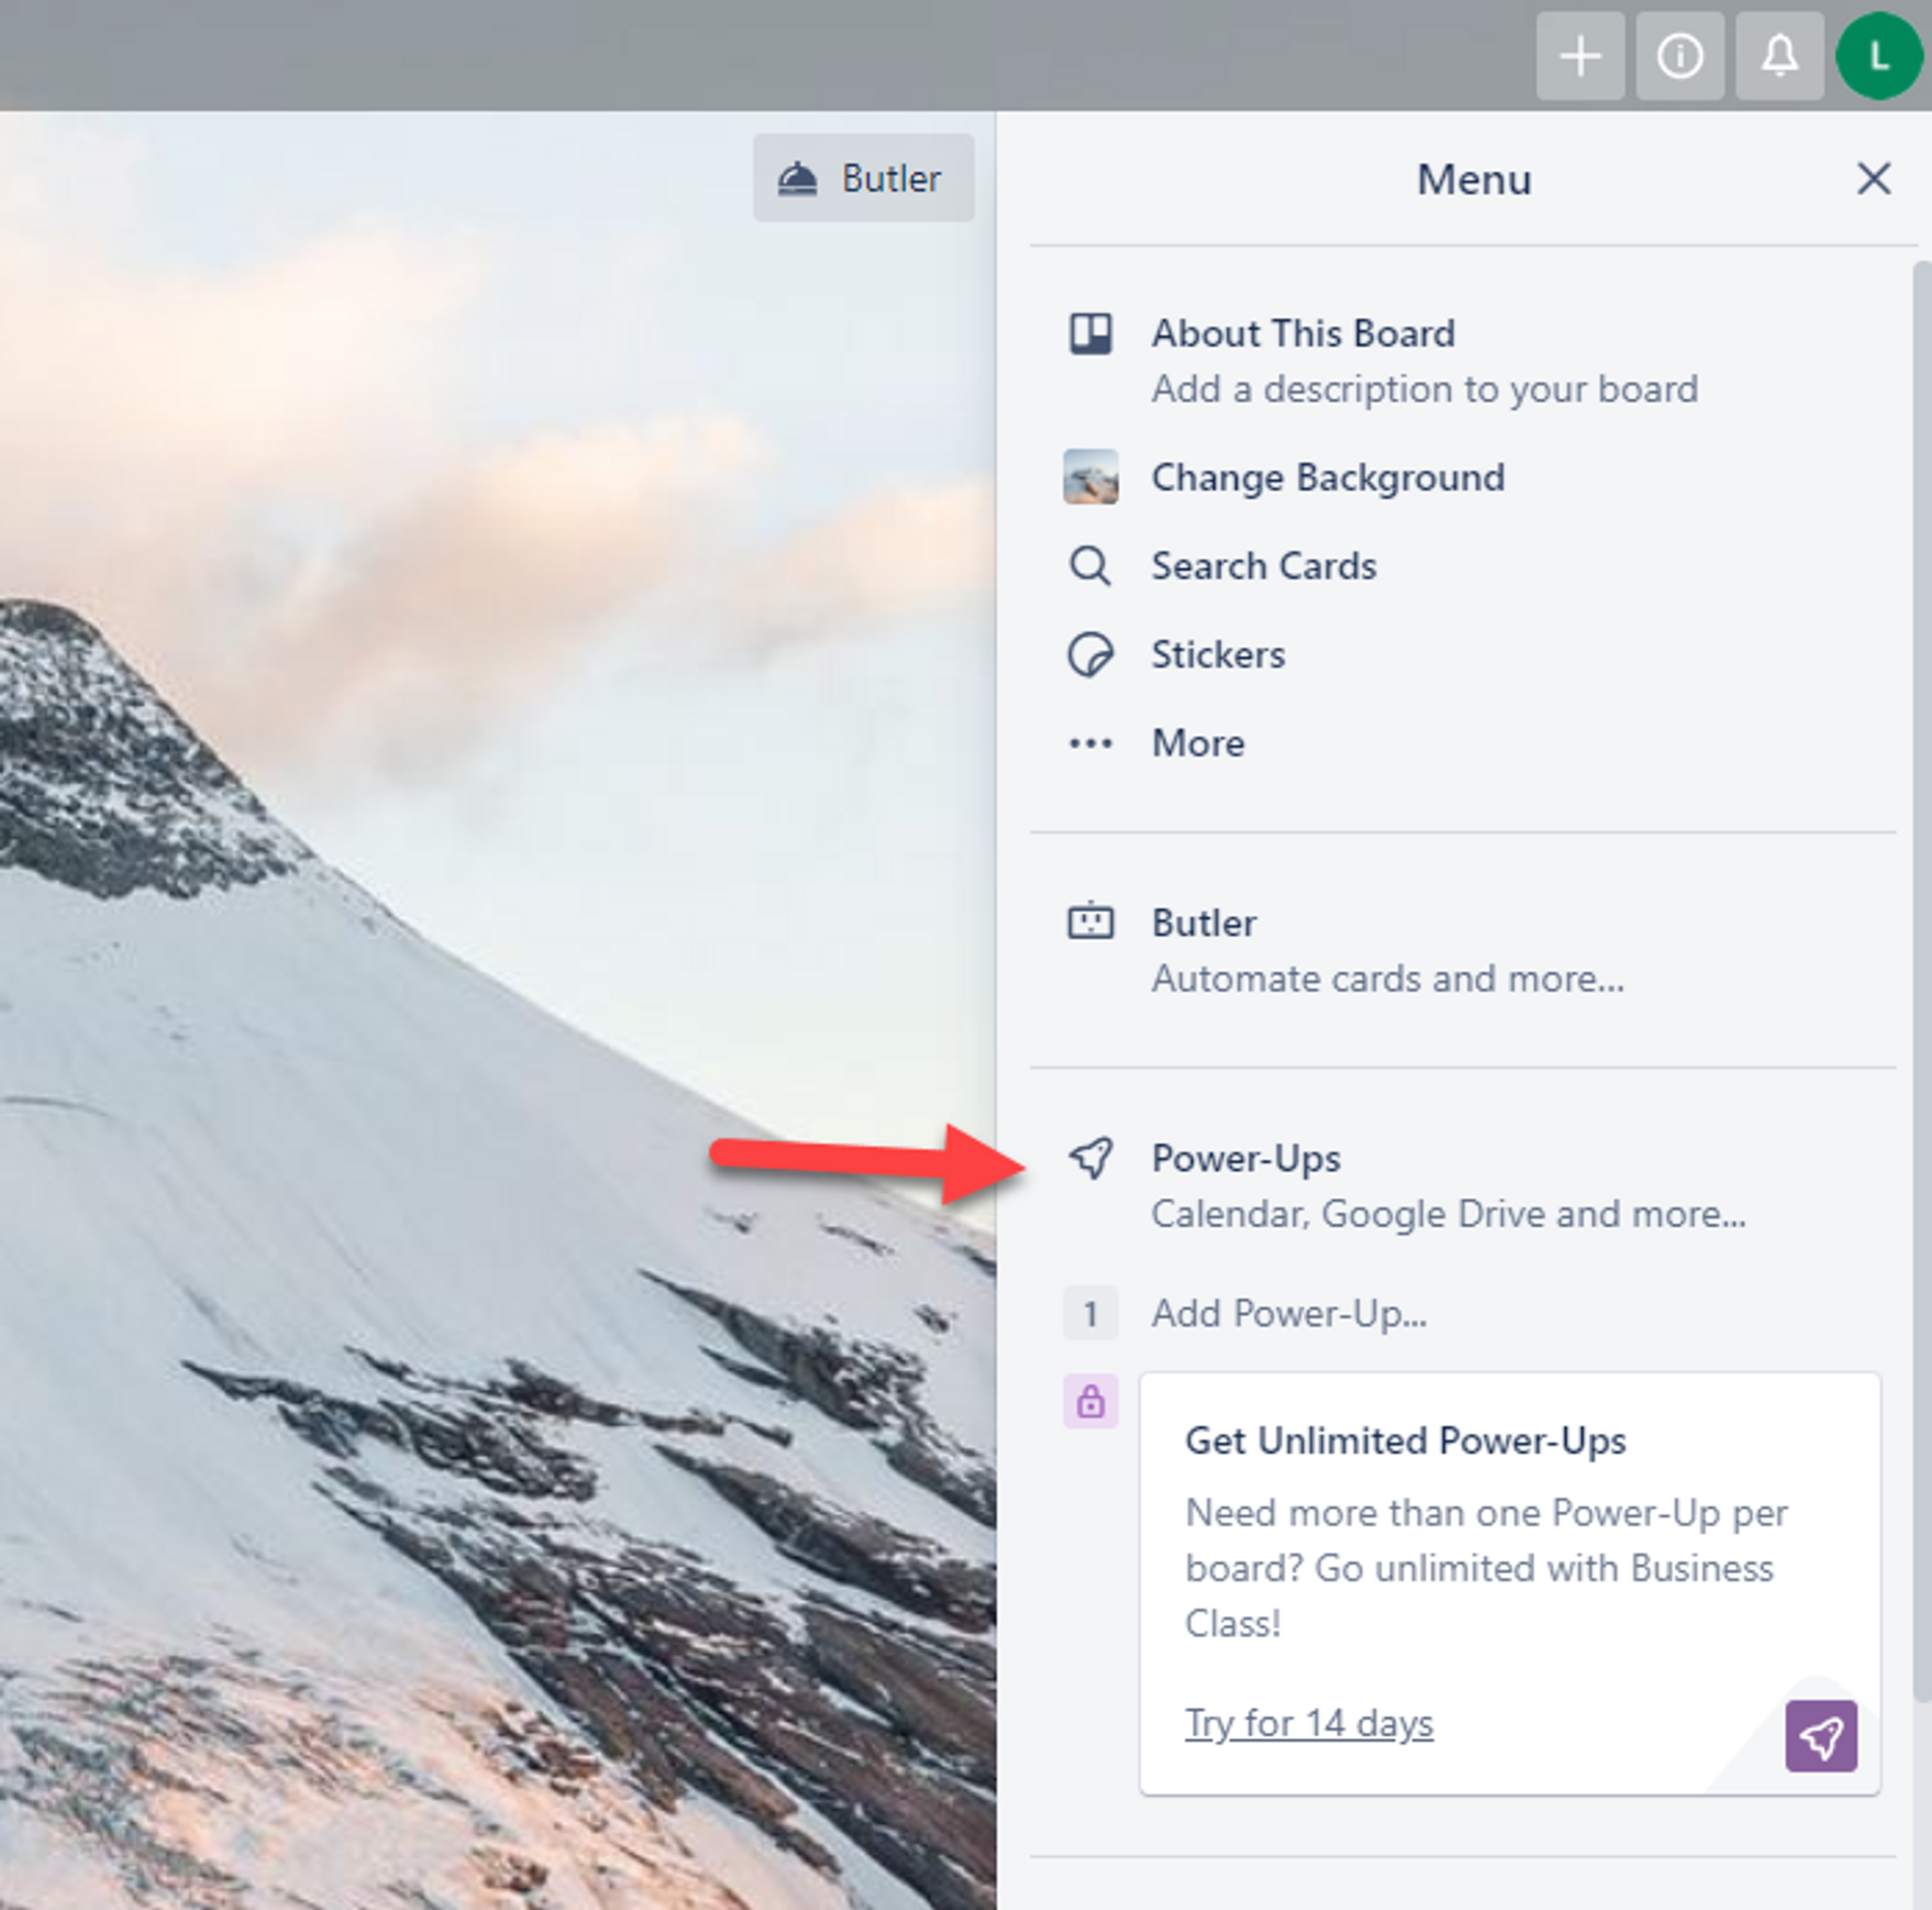 L
Butler
Menu
About This Board
Add a description to your board
Change Background
Search Cards
Stickers
More
Butler
Automate cards and more...
Power-Ups
Calendar, Google Drive and more...
1 Add Power-Up...
Get Unlimited Power-Ups
Need more than one Power-Up per
board? Go unlimited with Business
Class!
Try for 14 days